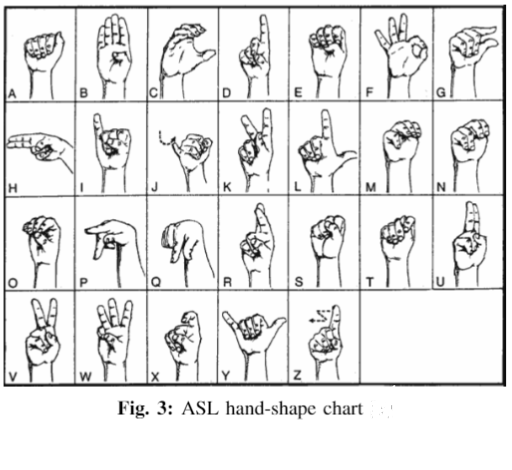 A B C D E F G
H I J K L M N
O P Q R S T U
V W X Y Z
Fig. 3: ASL hand-shape chart